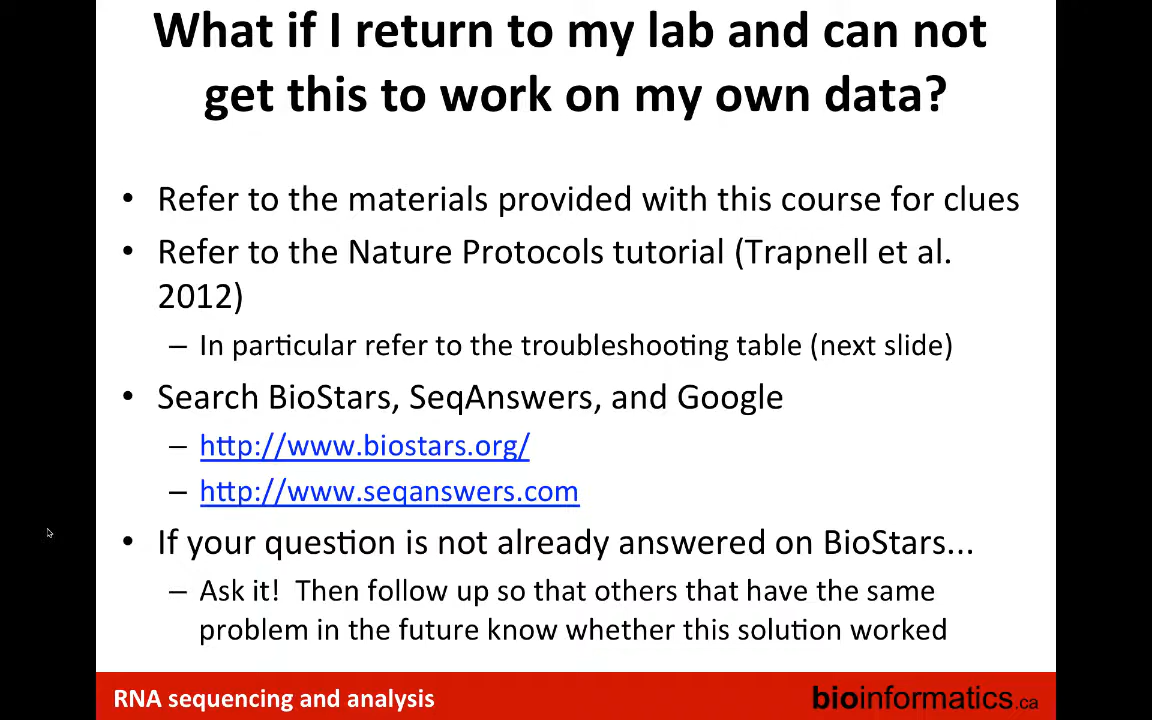 What if I return to my lab and can not
get this to work on my own data?
• Refer to the materials provided with this course for clues
• Refer to the Nature Protocols tutorial (Trapnell et al.
2012)
– In particular refer to the troubleshooting table (next slide)
• Search BioStars, SeqAnswers, and Google
– http://www.biostars.org/
– http://www.seqanswers.com
• If your question is not already answered on BioStars...
– Ask it! Then follow up so that others that have the same
problem in the future know whether this solution worked
RNA sequencing and analysis
bioinformatics.ca